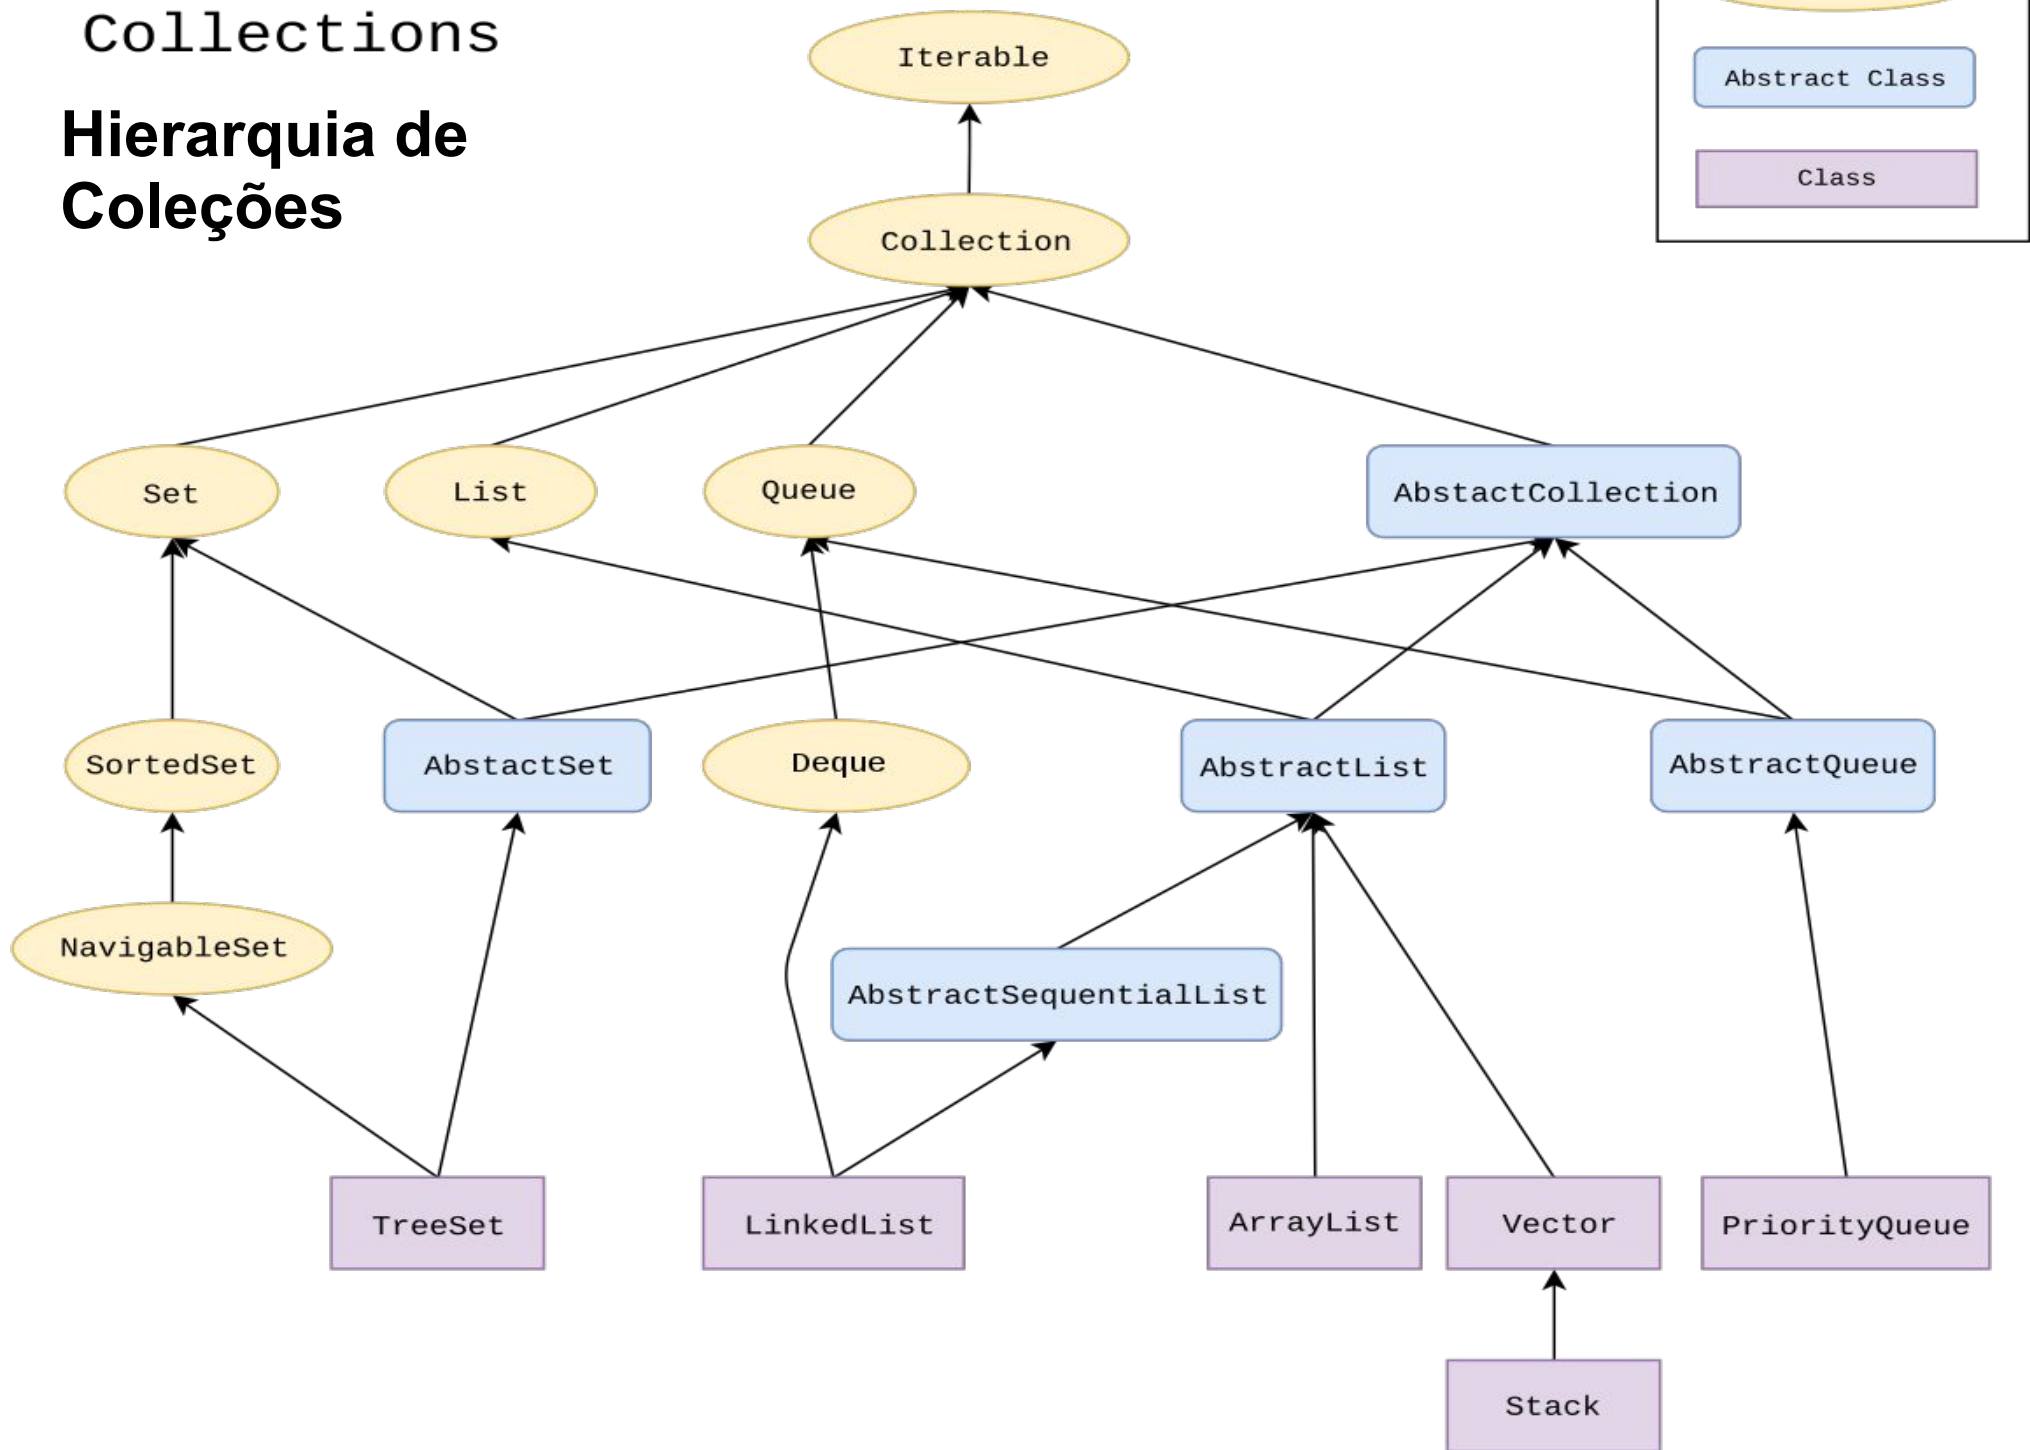 Collections
Hierarquia de
Coleções
Iterable
Abstract Class
Class
Collection
Set
List
Queue
AbstactCollection
SortedSet
AbstactSet
Deque
AbstractList
AbstractQueue
NavigableSet
AbstractSequentialList
TreeSet
LinkedList
ArrayList
Vector
PriorityQueue
Stack